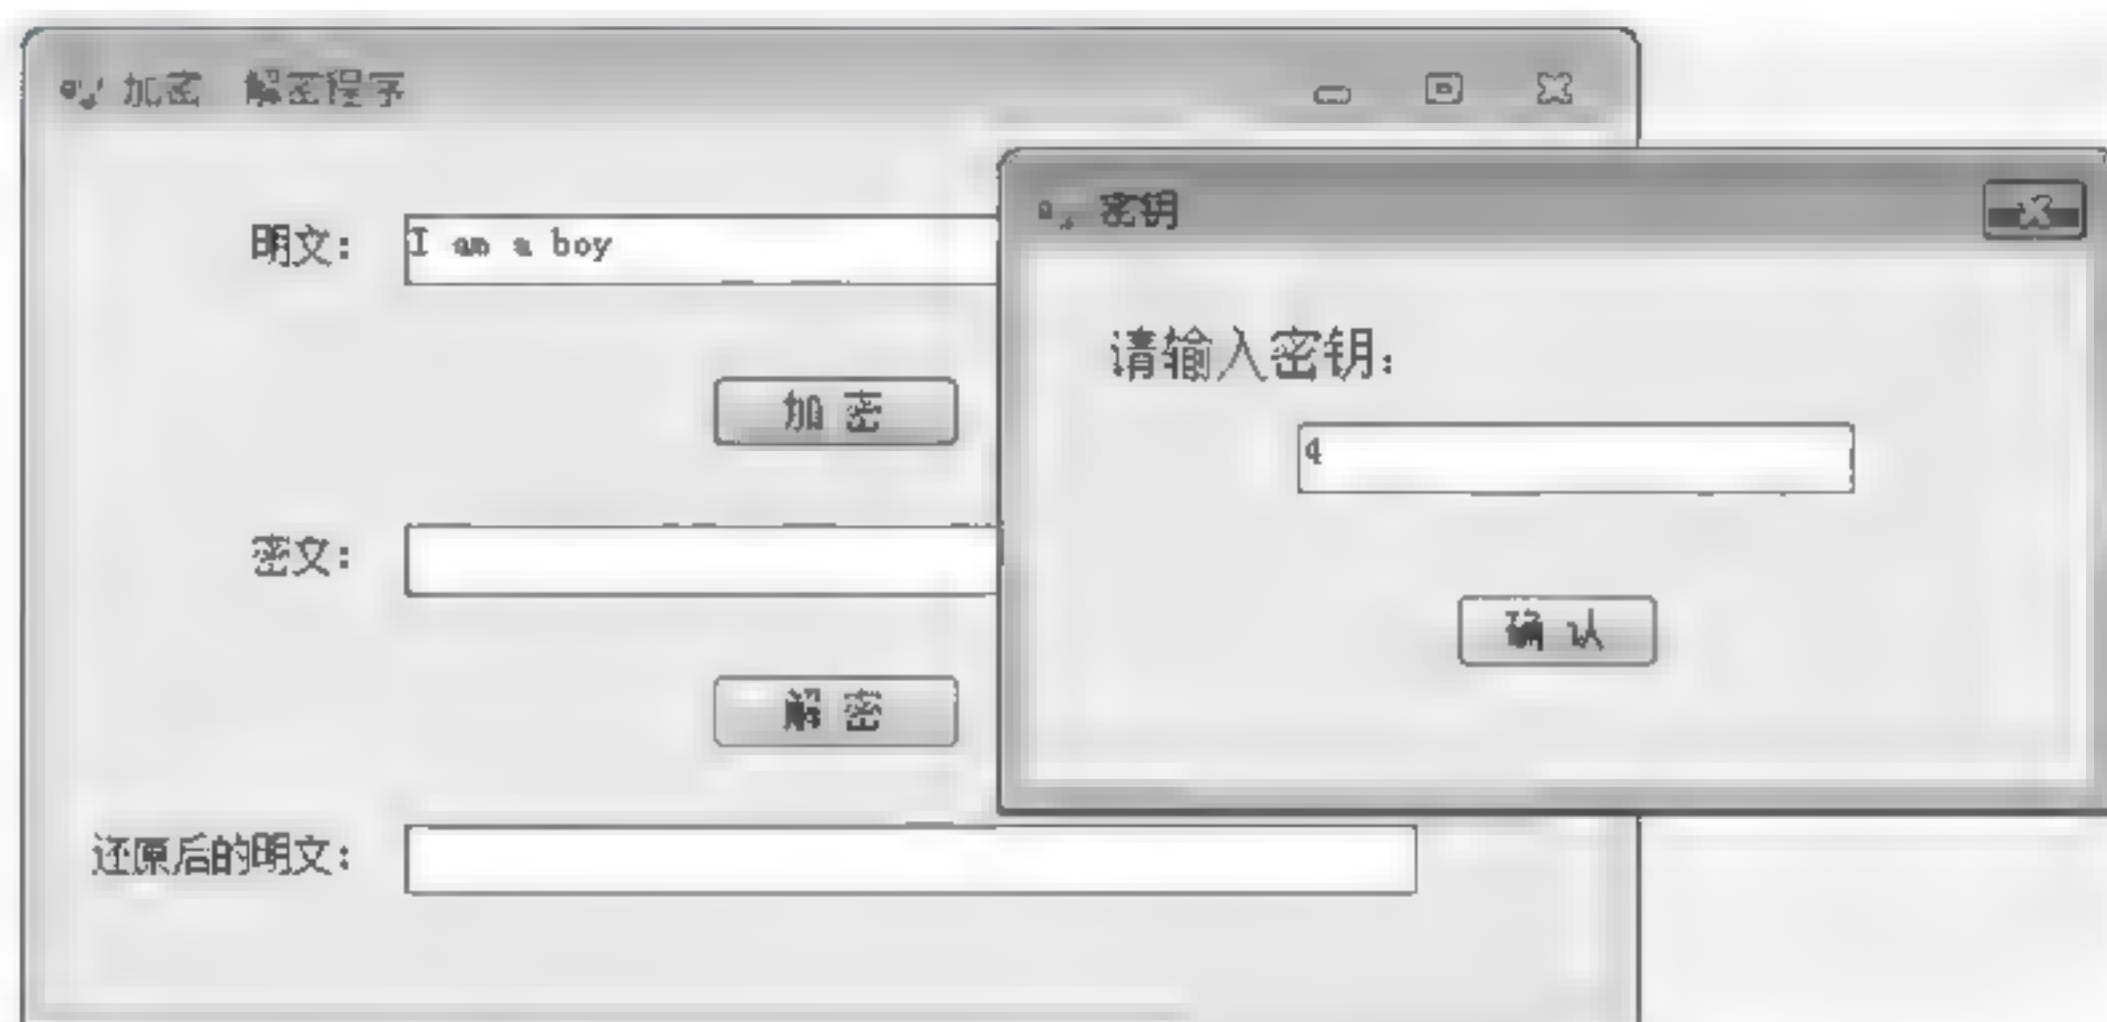 加密 解密程序
明文：
I am a boy
加 密
密文：
解 密
还原后的明文：
密钥
请输入密钥：
4
确 认